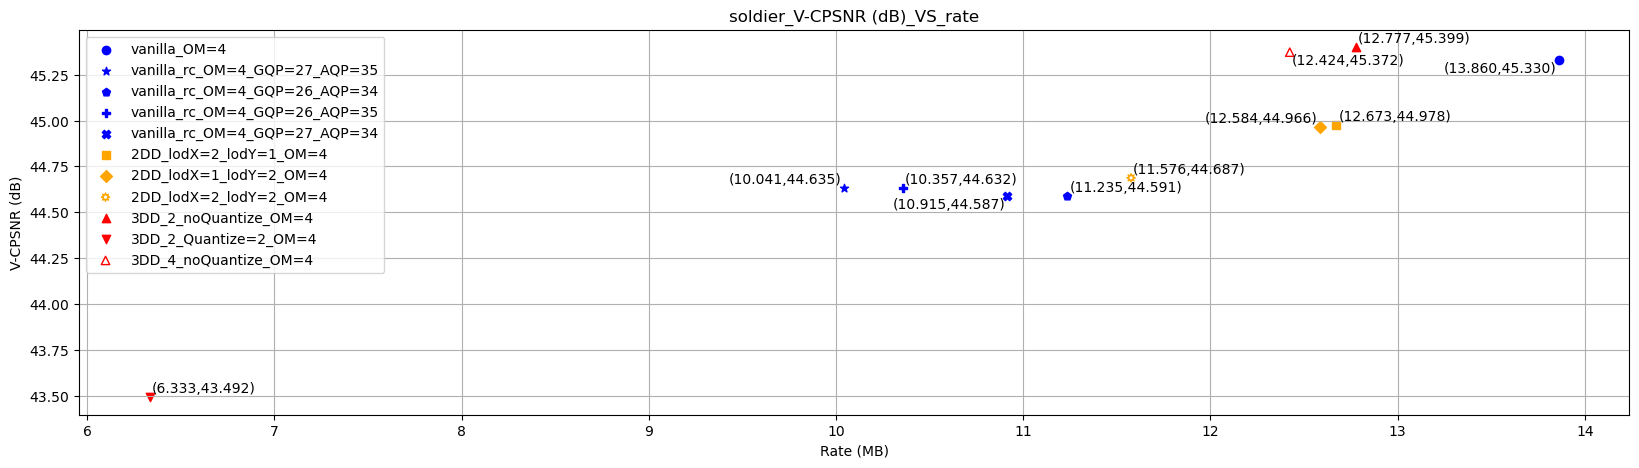 soldier_V-CPSNR (dB)_VS_rate
V-CPSNR (dB)
45.25
45.00
44.75
44.50
44.25
44.00
43.75
43.50
vanilla_OM=4
vanilla_rc_OM=4_GQP=27_AQP=35
vanilla_rc_OM=4_GQP=26_AQP=34
vanilla_rc_OM=4_GQP=26_AQP=35
vanilla_rc_OM=4_GQP=27_AQP=34
2DD_lodX=2_lodY=1_OM=4
2DD_lodX=1_lodY=2_OM=4
2DD_lodX=2_lodY=2_OM=4
3DD_2_noQuantize_OM=4
3DD_2_Quantize=2_OM=4
3DD_4_noQuantize_OM=4
(12.777,45.399)
(12.424,45.372)
(13.860,45.330)
(12.584,44.966)
(12.673,44.978)
(11.576,44.687)
(10.041,44.635)
(10.357,44.632)
(11.235,44.591)
(10.915,44.587)
(6.333,43.492)
6 7 8 9 10 11 12 13 14
Rate (MB)